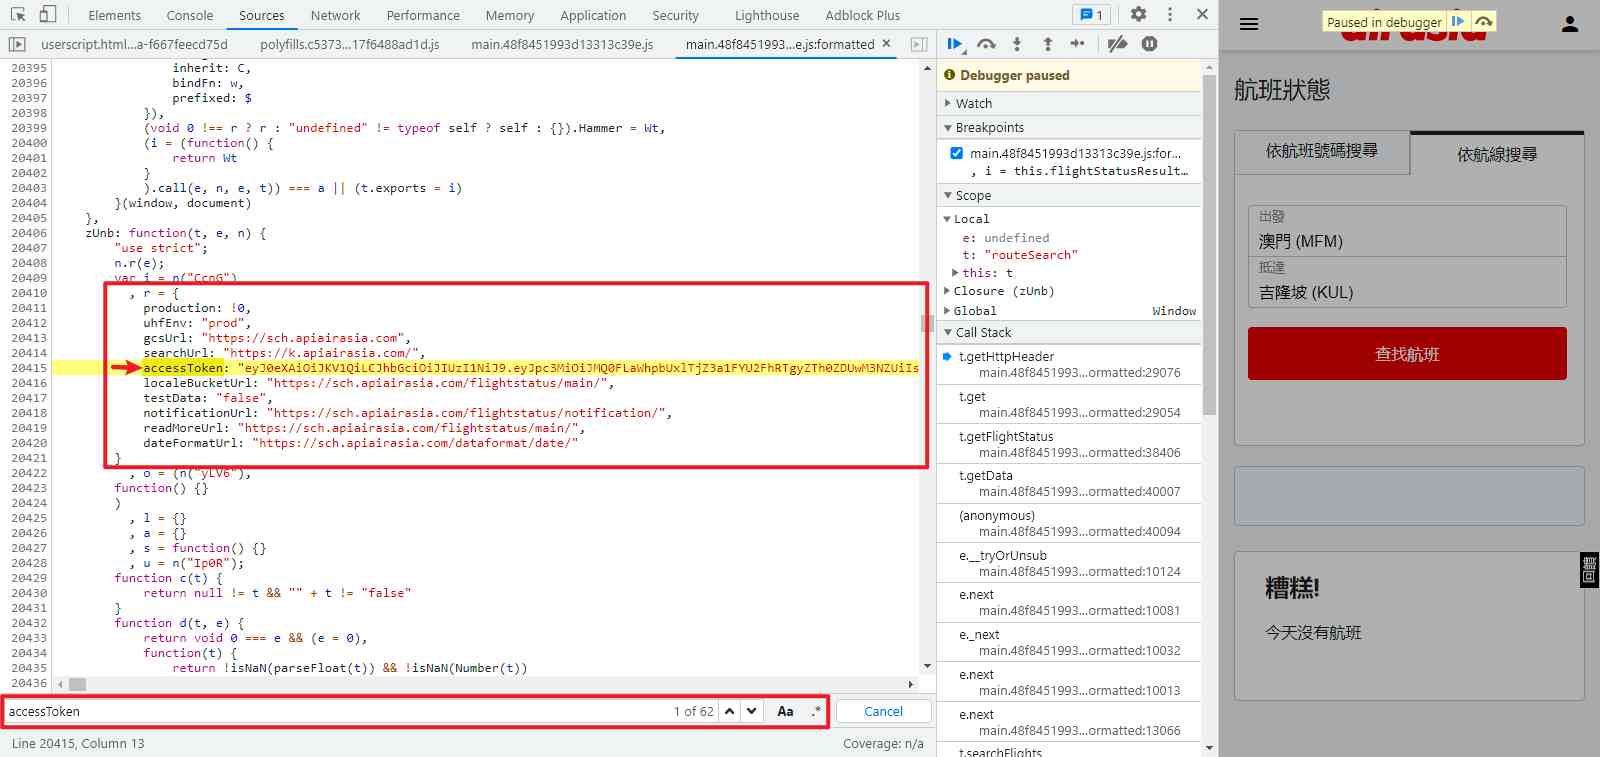 Elements Console Sources Network Performance Memory Application Security Lighthouse Adblock Plus 1
userscript.html...a-f667feecd75d polyfills.c5373...17f6488ad1d.js main.48f8451993d13313c39e.js main.48f8451993...e.js:formatted
20395 inherit: C,
20396 bindFn: w,
20397 prefixed: $
20398 }),
20399 (void 0 !== r ? r : "undefined" != typeof self ? self : {}).Hammer = Wt,
20400 (i = (function() {
20401 return Wt
20402 }
20403 ).call(e, n, e, t)) === a || (t.exports = i)
20404 }(window, document)
20405 },
20406 zUnb: function(t, e, n) {
20407 "use strict";
20408 n.r(e);
20409 var i = n("CcnG")
20410 , r = {
20411 production: !0,
20412 uhfEnv: "prod",
20413 gcsUrl: "https://sch.apiairasia.com",
20414 searchUrl: "https://k.apiairasia.com/",
20415 accessToken: "eyJ0eXAiOiJKV1QiLCJhbGciOiJIUzI1NiJ9.eyJpc3MiOiJMQ0FLaWhpbUxlTjZ3a1FYU2FhRTgyZTh0ZDUwM3NZUiIs
20416 localeBucketUrl: "https://sch.apiairasia.com/flightstatus/main/",
20417 testData: "false",
20418 notificationUrl: "https://sch.apiairasia.com/flightstatus/notification/",
20419 readMoreUrl: "https://sch.apiairasia.com/flightstatus/main/",
20420 dateFormatUrl: "https://sch.apiairasia.com/dataformat/date/"
20421 }
20422 , o = (n("yLV6"),
20423 function() {}
20424 )
20425 , l = {}
20426 , a = {}
20427 , s = function() {}
20428 , u = n("Ip0R");
20429 function c(t) {
20430 return null != t && "" + t != "false"
20431 }
20432 function d(t, e) {
20433 return void 0 === e && (e = 0),
20434 function(t) {
20435 return !isNaN(parseFloat(t)) && !isNaN(Number(t))
20436
accessToken 1 of 62 Aa .* Cancel
Line 20415, Column 13 Coverage: n/a
Debugger paused
Watch
Breakpoints
main.48f8451993d13313c39e.js:for...
, i = this.flightStatusResult...
Scope
Local
e: undefined
t: "routeSearch"
this: t
Closure (zUnb)
Global Window
Call Stack
t.getHttpHeader
main.48f8451993...ormatted:29076
t.get
main.48f8451993...ormatted:29054
t.getFlightStatus
main.48f8451993...ormatted:38406
t.getData
main.48f8451993...ormatted:40007
(anonymous)
main.48f8451993...ormatted:40094
e.__tryOrUnsub
main.48f8451993...ormatted:10124
e.next
main.48f8451993...ormatted:10081
e._next
main.48f8451993...ormatted:10032
e.next
main.48f8451993...ormatted:10013
e.next
main.48f8451993...ormatted:13066
t.searchFlights
Paused in debugger
航班狀態
依航班號碼搜尋 依航線搜尋
出發
澳門 (MFM)
抵達
吉隆坡 (KUL)
查找航班
回饋
糟糕!
今天沒有航班